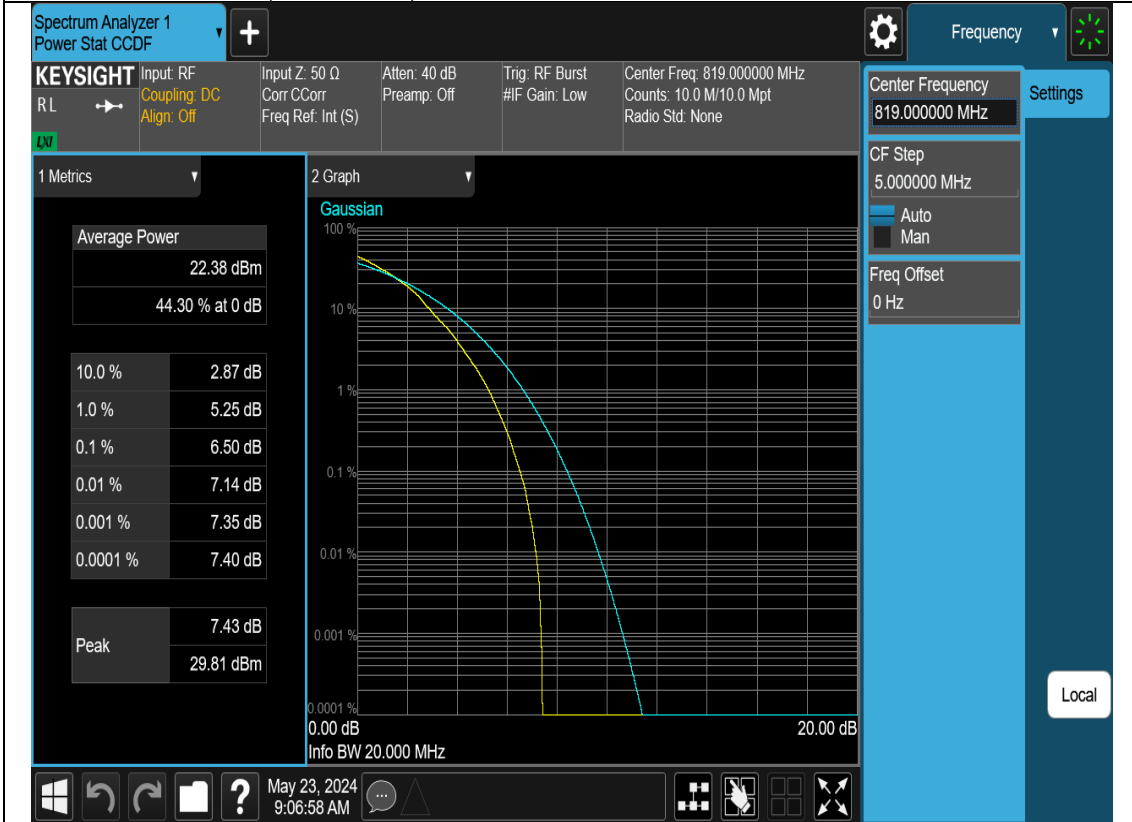 Spectrum Analyzer 1
Power Stat CCDF
+
Frequency
KEYSIGHT
RL
LXI
Input: RF
Coupling: DC
Align: Off
Input Z: 50 Ω
Corr CCorr
Freq Ref: Int (S)
Atten: 40 dB
Preamp: Off
Trig: RF Burst
#IF Gain: Low
Center Freq: 819.000000 MHz
Counts: 10.0 M/10.0 Mpt
Radio Std: None
1 Metrics
Average Power
22.38 dBm
44.30 % at 0 dB
10.0 % 2.87 dB
1.0 % 5.25 dB
0.1 % 6.50 dB
0.01 % 7.14 dB
0.001 % 7.35 dB
0.0001 % 7.40 dB
Peak
7.43 dB
29.81 dBm
2 Graph
Gaussian
100 %
10 %
1 %
0.1 %
0.01 %
0.001 %
0.0001 %
0.00 dB 20.00 dB
Info BW 20.000 MHz
Center Frequency
819.000000 MHz
CF Step
5.000000 MHz
Auto
Man
Freq Offset
0 Hz
Settings
Local
?
May 23, 2024
9:06:58 AM